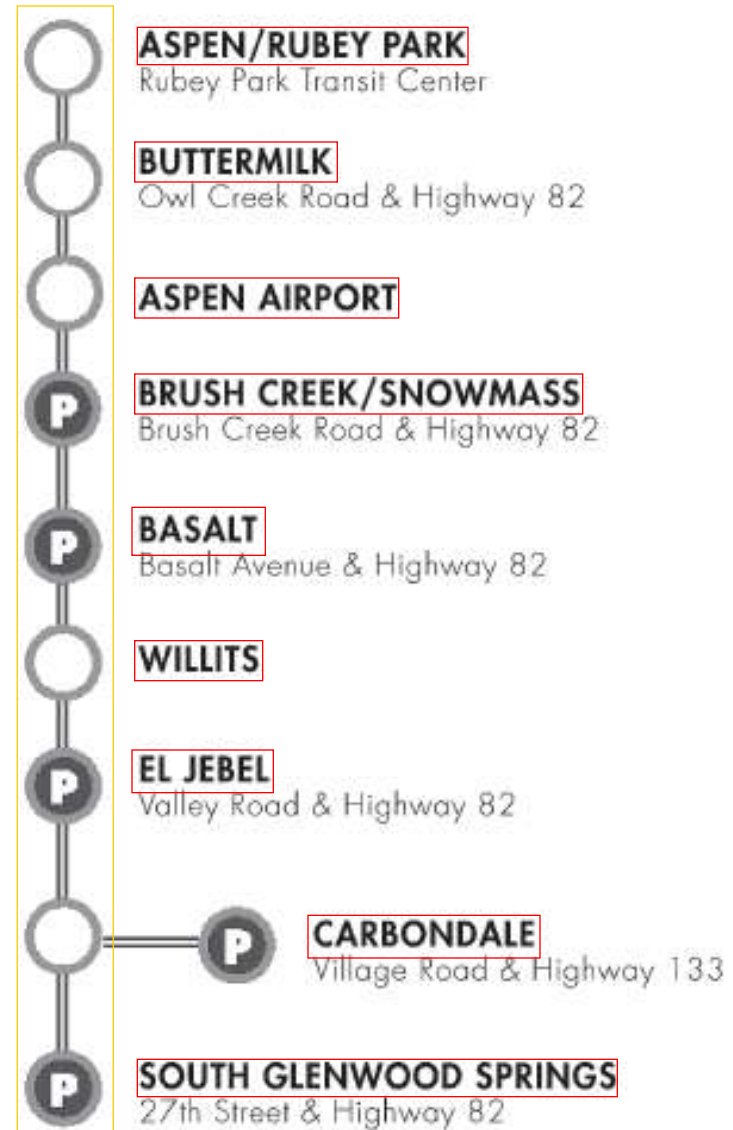 ASPEN/RUBEY PARK
Rubey Park Transit Center
BUTTERMILK
Owl Creek Road & Highway 82
ASPEN AIRPORT
P BRUSH CREEK/SNOWMASS
Brush Creek Road & Highway 82
P BASALT
Basalt Avenue & Highway 82
WILLITS
P EL JEBEL
Valley Road & Highway 82
P CARBONDALE
Village Road & Highway 133
P SOUTH GLENWOOD SPRINGS
27th Street & Highway 82